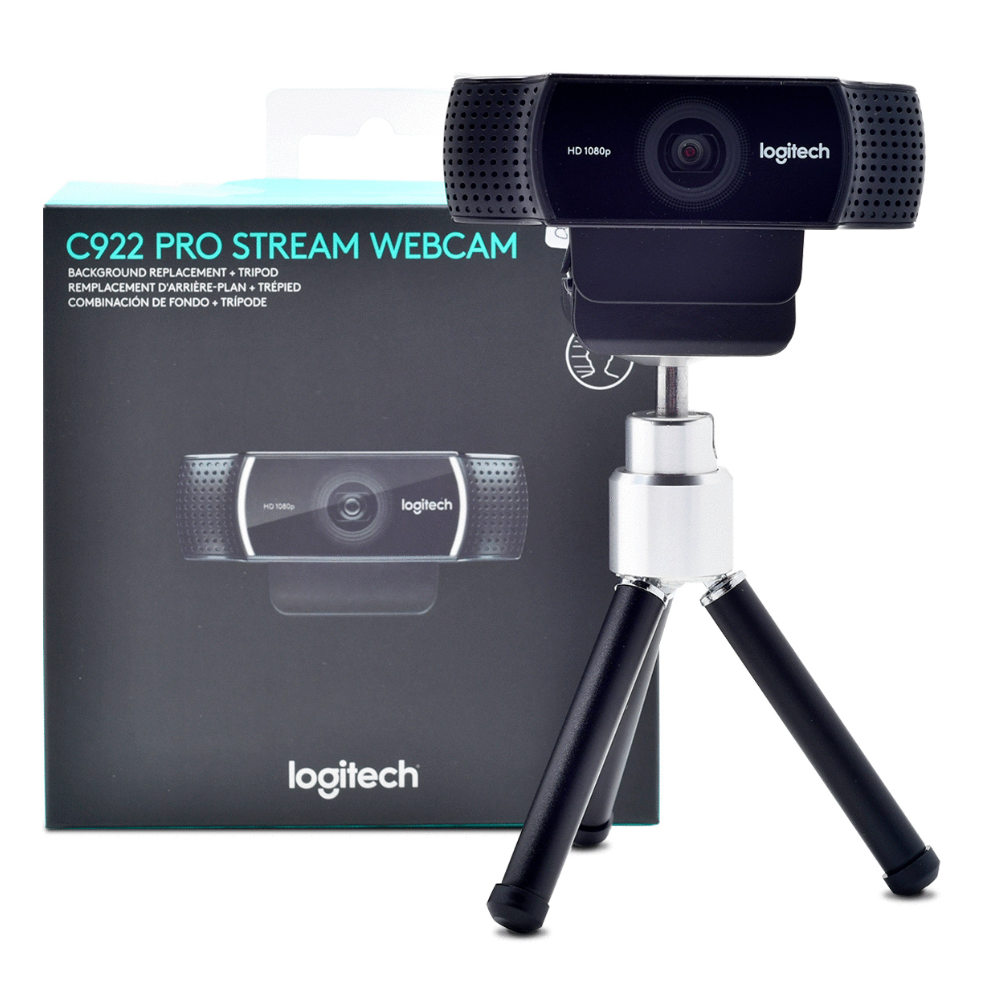 C922 PRO STREAM WEBCAM
BACKGROUND REPLACEMENT + TRIPOD
REMPLACEMENT D'ARRIÈRE-PLAN + TRÉPIED
COMBINACIÓN DE FONDO + TRÍPODE
HD 1080p
logitech
HD 1080p
logitech
logitech